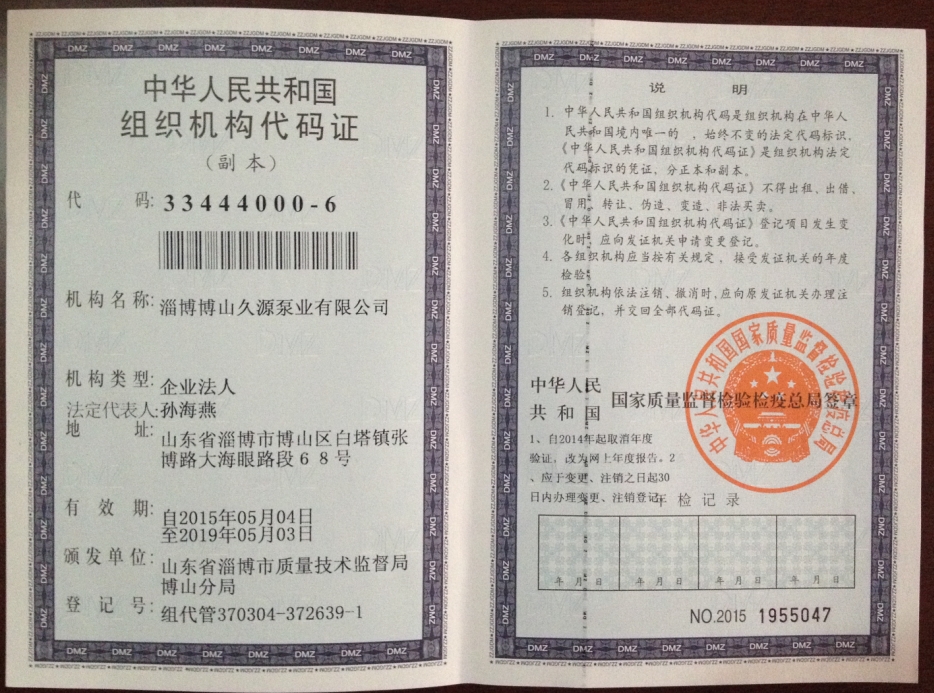 中华人民共和国
组织机构代码证
(副本)
代 码: 33444000-6
机构名称: 淄博博山久源泵业有限公司
机构类型: 企业法人
法定代表人: 孙海燕
地 址: 山东省淄博市博山区白塔镇张
博路大海眼路段68号
有 效 期: 自2015年05月04日
至2019年05月03日
颁发单位: 山东省淄博市质量技术监督局
博山分局
登 记 号: 组代管370304-372639-1
说 明
1. 中华人民共和国组织机构代码是组织机构在中华人
民共和国境内唯一的、始终不变的法定代码标识,
《中华人民共和国组织机构代码证》是组织机构法定
代码标识的凭证,分正本和副本。
2.《中华人民共和国组织机构代码证》不得出租、出借、
冒用、转让、伪造、变造、非法买卖。
3.《中华人民共和国组织机构代码证》登记项目发生变
化时,应向发证机关申请变更登记。
4. 各组织机构应当按有关规定,接受发证机关的年度
检验。
5. 组织机构依法注销、撤消时,应向原发证机关办理注
销登记,并交回全部代码证。
中华人民
共和国 国家质量监督检验检疫总局签章
中华人民共和国国家质量监督检验检疫总局
1、自2014年起取消年度
验证,改为网上年度报告。2
、应于变更、注销之日起30
日内办理变更、注销登记。
年检记录
年 月 日 年 月 日 年 月 日 年 月 日
NO.2015 1955047